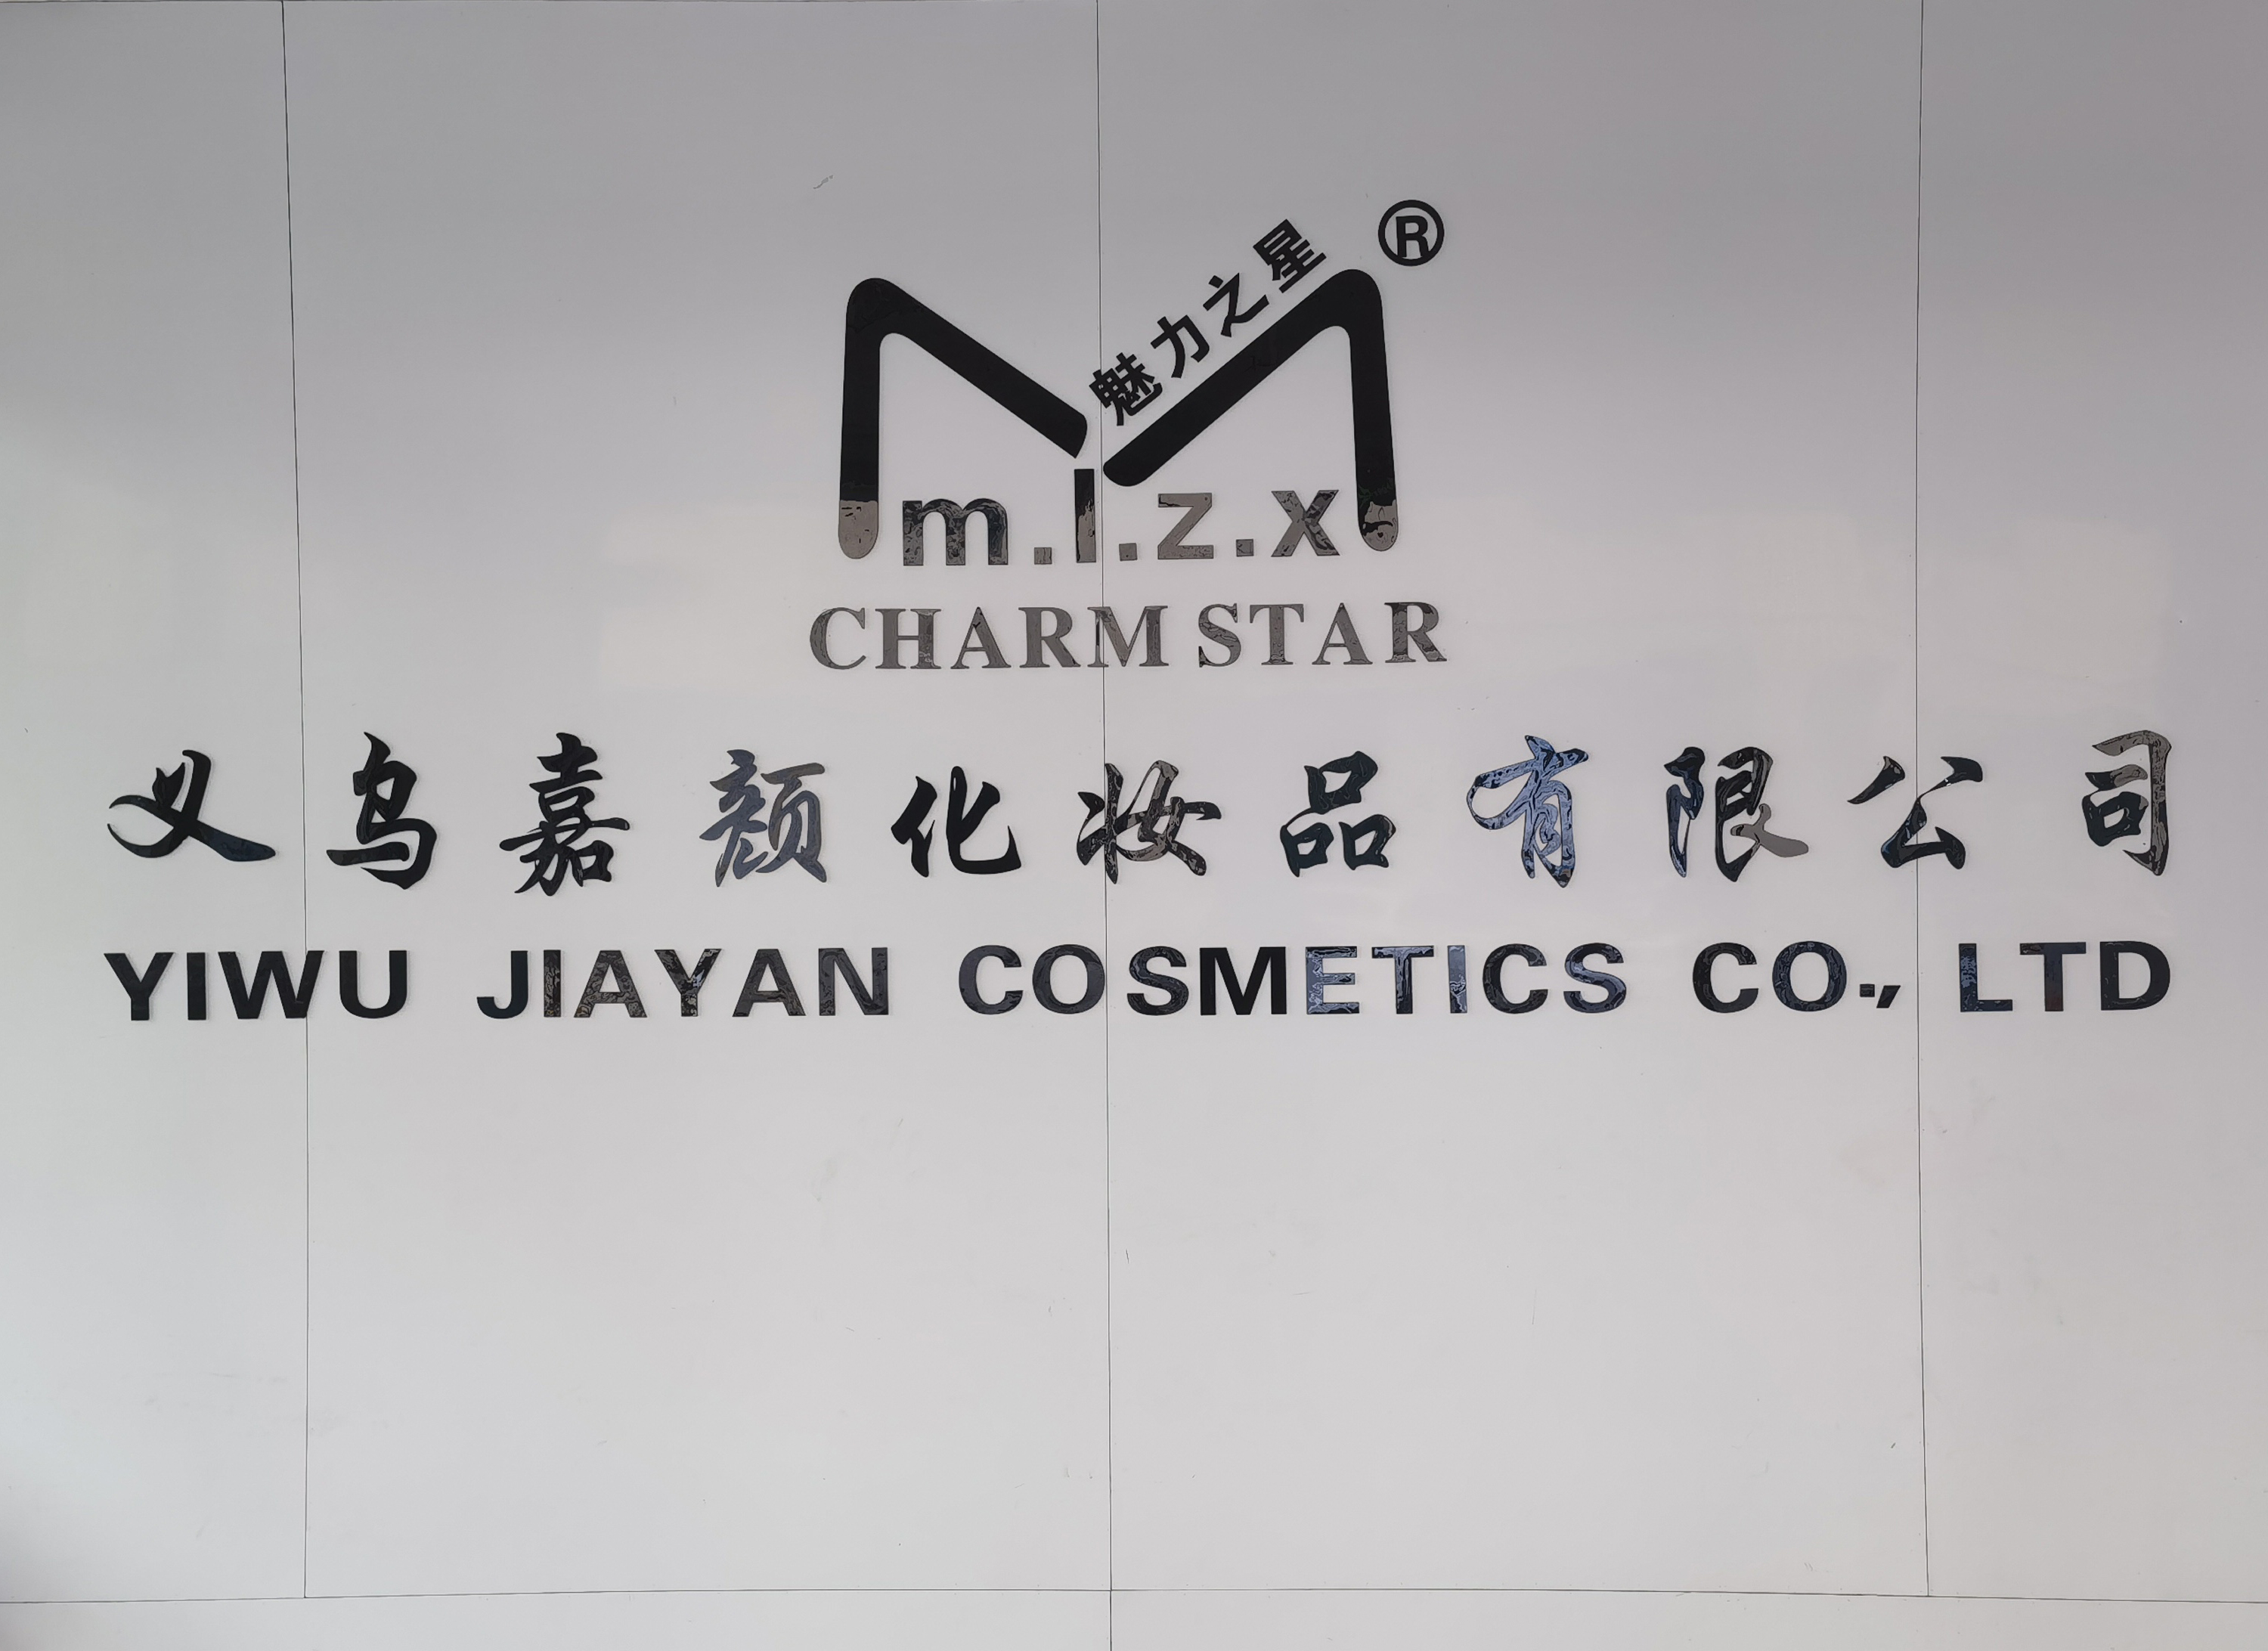 魅力之星 ®
m.l.z.x
CHARM STAR
义乌嘉颜化妆品有限公司
YIWU JIAYAN COSMETICS CO., LTD